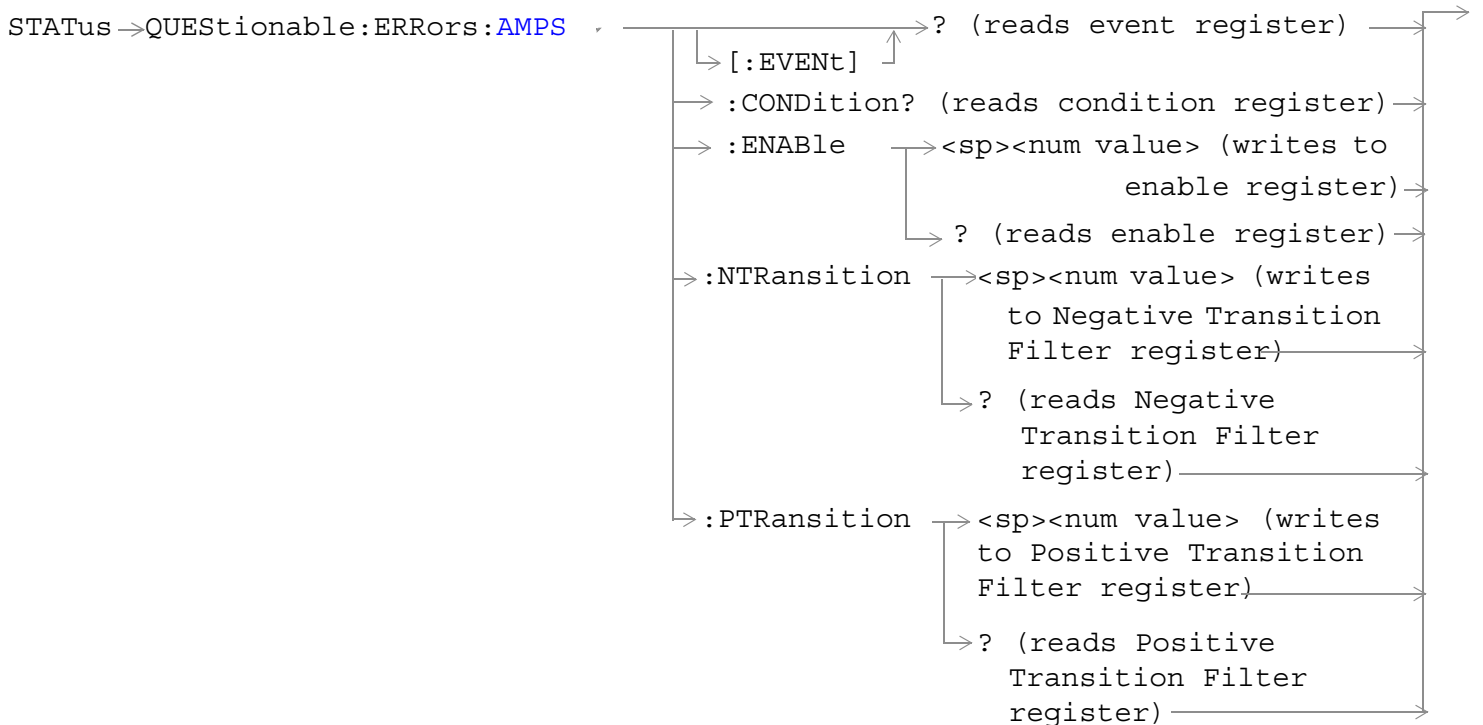 STATus QUEStionable:ERRors:AMPS ? (reads event register)
[:EVENt]
:CONDition? (reads condition register)
:ENABle <sp><num value> (writes to
enable register)
? (reads enable register)
:NTRansition <sp><num value> (writes
to Negative Transition
Filter register)
? (reads Negative
Transition Filter
register)
:PTRansition <sp><num value> (writes
to Positive Transition
Filter register)
? (reads Positive
Transition Filter
register)